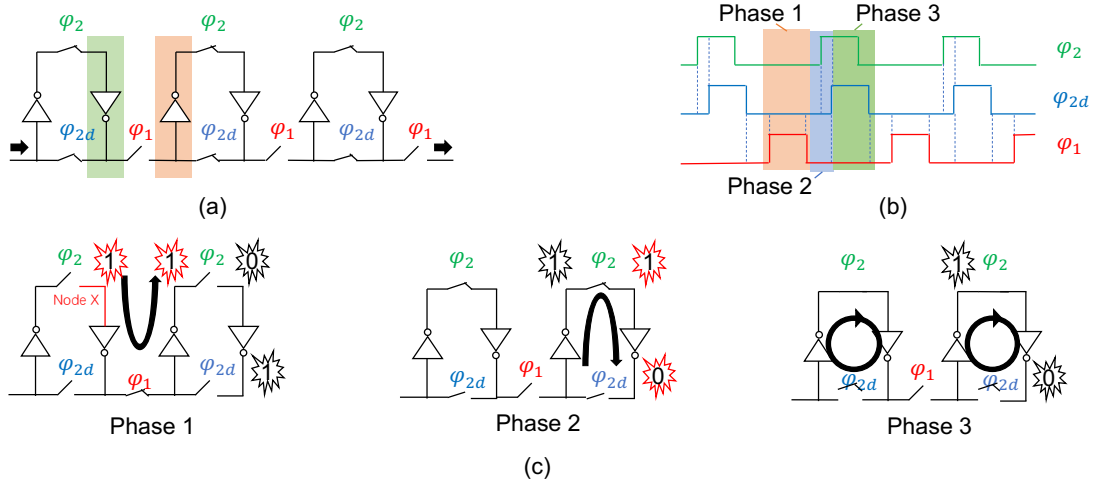 φ₂ φ₂ φ₂
φ₂d φ₁ φ₂d φ₁ φ₂d φ₁
(a)
Phase 1 Phase 3
φ₂
φ₂d
φ₁
Phase 2
(b)
φ₂ 1 1 φ₂ 0
Node X
φ₂d φ₁ φ₂d 1
Phase 1
φ₂ 1 φ₂ 1
φ₂d φ₁ φ₂d 0
Phase 2
φ₂ 1 φ₂
φ₂d φ₁ φ₂d 0
Phase 3
(c)